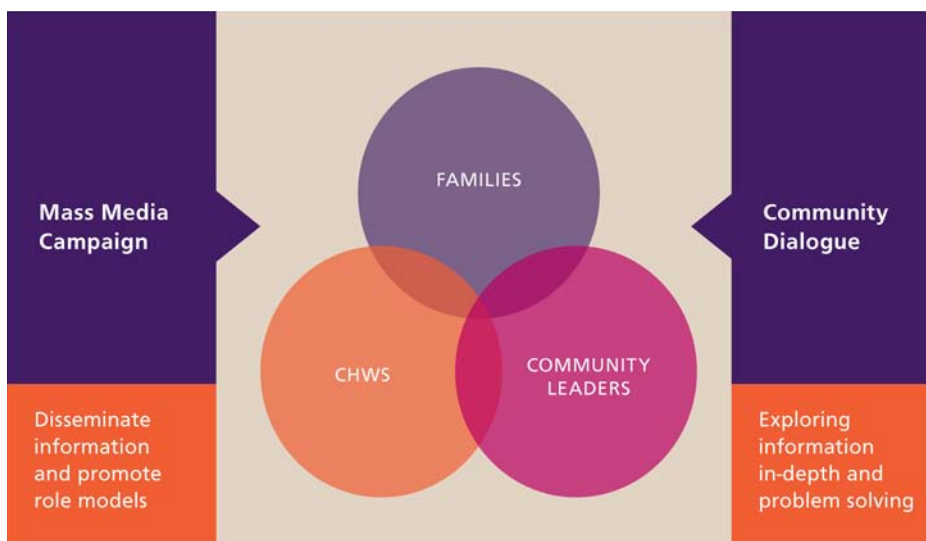 Mass Media
Campaign
Disseminate
information
and promote
role models
FAMILIES
CHWS
COMMUNITY
LEADERS
Community
Dialogue
Exploring
information
in-depth and
problem solving